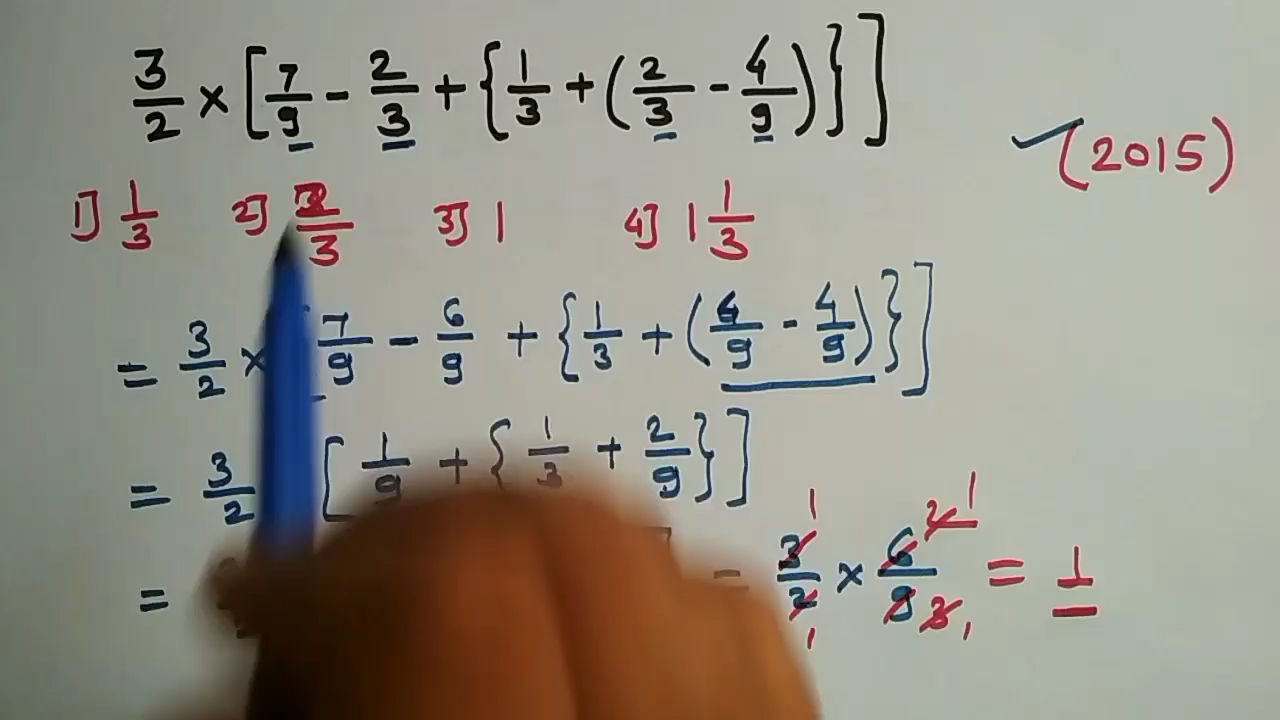 3/2 × [7/9 - 2/3 + {1/3 + (2/3 - 4/9)}]
(2015)
1] 1/3 2] 2/3 3] 1 4] 1 1/3
= 3/2 × 7/9 - 6/9 + {1/3 + (6/9 - 4/9)}]
= 3/2 [1/9 + {1/3 + 2/9}]
= = 3/2 × 6/9 = 1